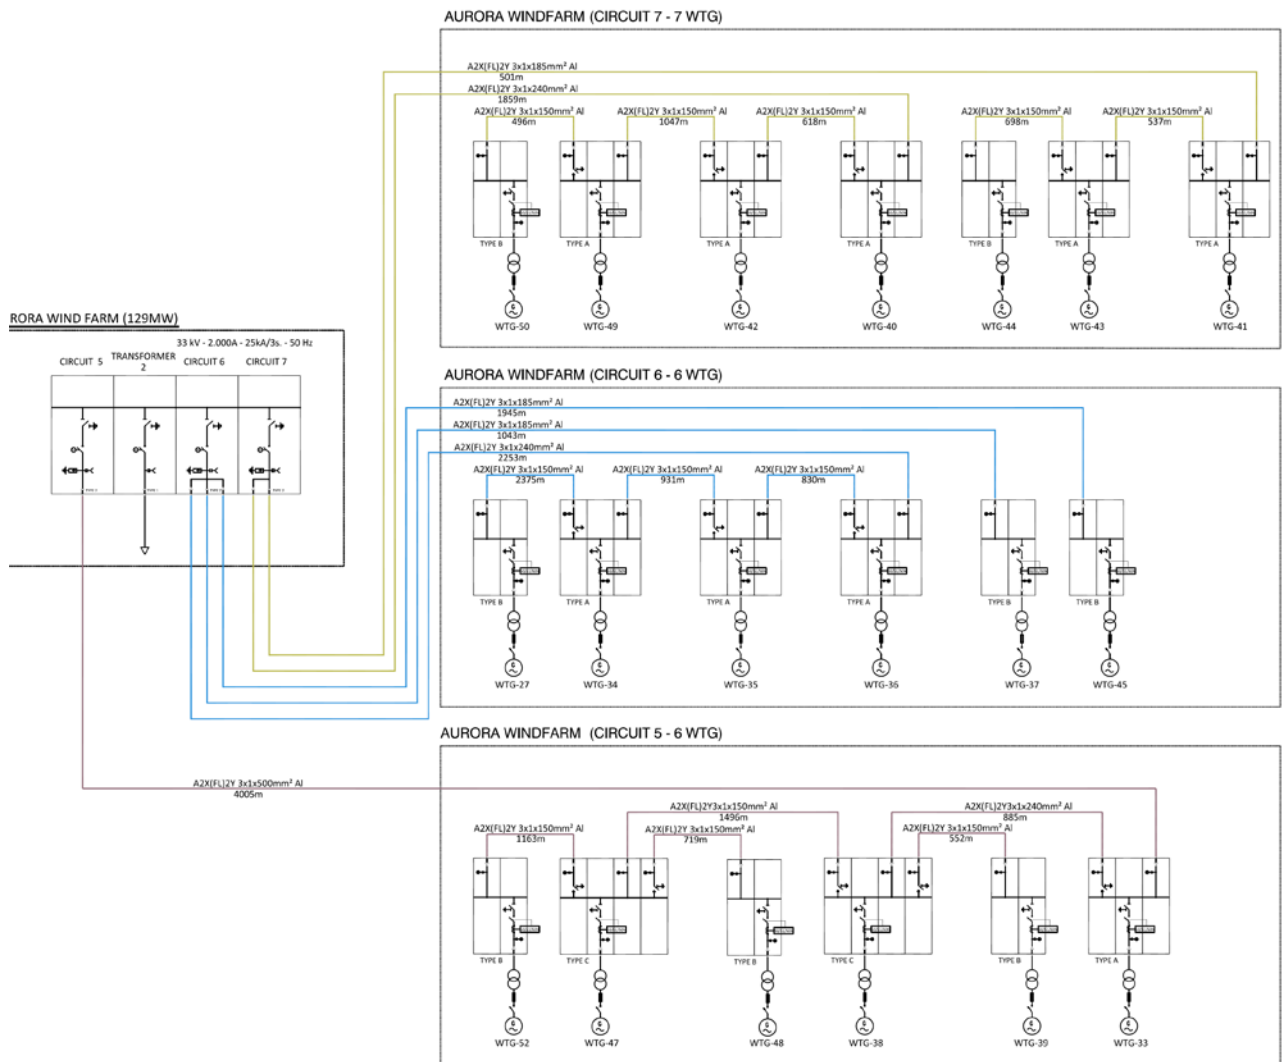 AURORA WINDFARM (CIRCUIT 7 - 7 WTG)
A2X(FL)2Y 3x1x185mm² Al
501m
A2X(FL)2Y 3x1x240mm² Al
1859m
A2X(FL)2Y 3x1x150mm² Al
496m
A2X(FL)2Y 3x1x150mm² Al
1047m
A2X(FL)2Y 3x1x150mm² Al
618m
A2X(FL)2Y 3x1x150mm² Al
698m
A2X(FL)2Y 3x1x150mm² Al
537m
TYPE B
TYPE A
TYPE A
TYPE A
TYPE B
TYPE A
TYPE A
WTG-50
WTG-49
WTG-42
WTG-40
WTG-44
WTG-43
WTG-41
RORA WIND FARM (129MW)
33 kV - 2.000A - 25kA/3s. - 50 Hz
CIRCUIT 5
TRANSFORMER
2
CIRCUIT 6
CIRCUIT 7
AURORA WINDFARM (CIRCUIT 6 - 6 WTG)
A2X(FL)2Y 3x1x185mm² Al
1945m
A2X(FL)2Y 3x1x185mm² Al
1043m
A2X(FL)2Y 3x1x240mm² Al
2253m
A2X(FL)2Y 3x1x150mm² Al
2375m
A2X(FL)2Y 3x1x150mm² Al
931m
A2X(FL)2Y 3x1x150mm² Al
830m
TYPE B
TYPE A
TYPE A
TYPE A
TYPE B
TYPE B
WTG-27
WTG-34
WTG-35
WTG-36
WTG-37
WTG-45
AURORA WINDFARM (CIRCUIT 5 - 6 WTG)
A2X(FL)2Y 3x1x500mm² Al
4005m
A2X(FL)2Y3x1x150mm² Al
1496m
A2X(FL)2Y3x1x240mm² Al
885m
A2X(FL)2Y 3x1x150mm² Al
1163m
A2X(FL)2Y 3x1x150mm² Al
719m
A2X(FL)2Y 3x1x150mm² Al
552m
TYPE B
TYPE C
TYPE B
TYPE C
TYPE B
TYPE A
WTG-52
WTG-47
WTG-48
WTG-38
WTG-39
WTG-33